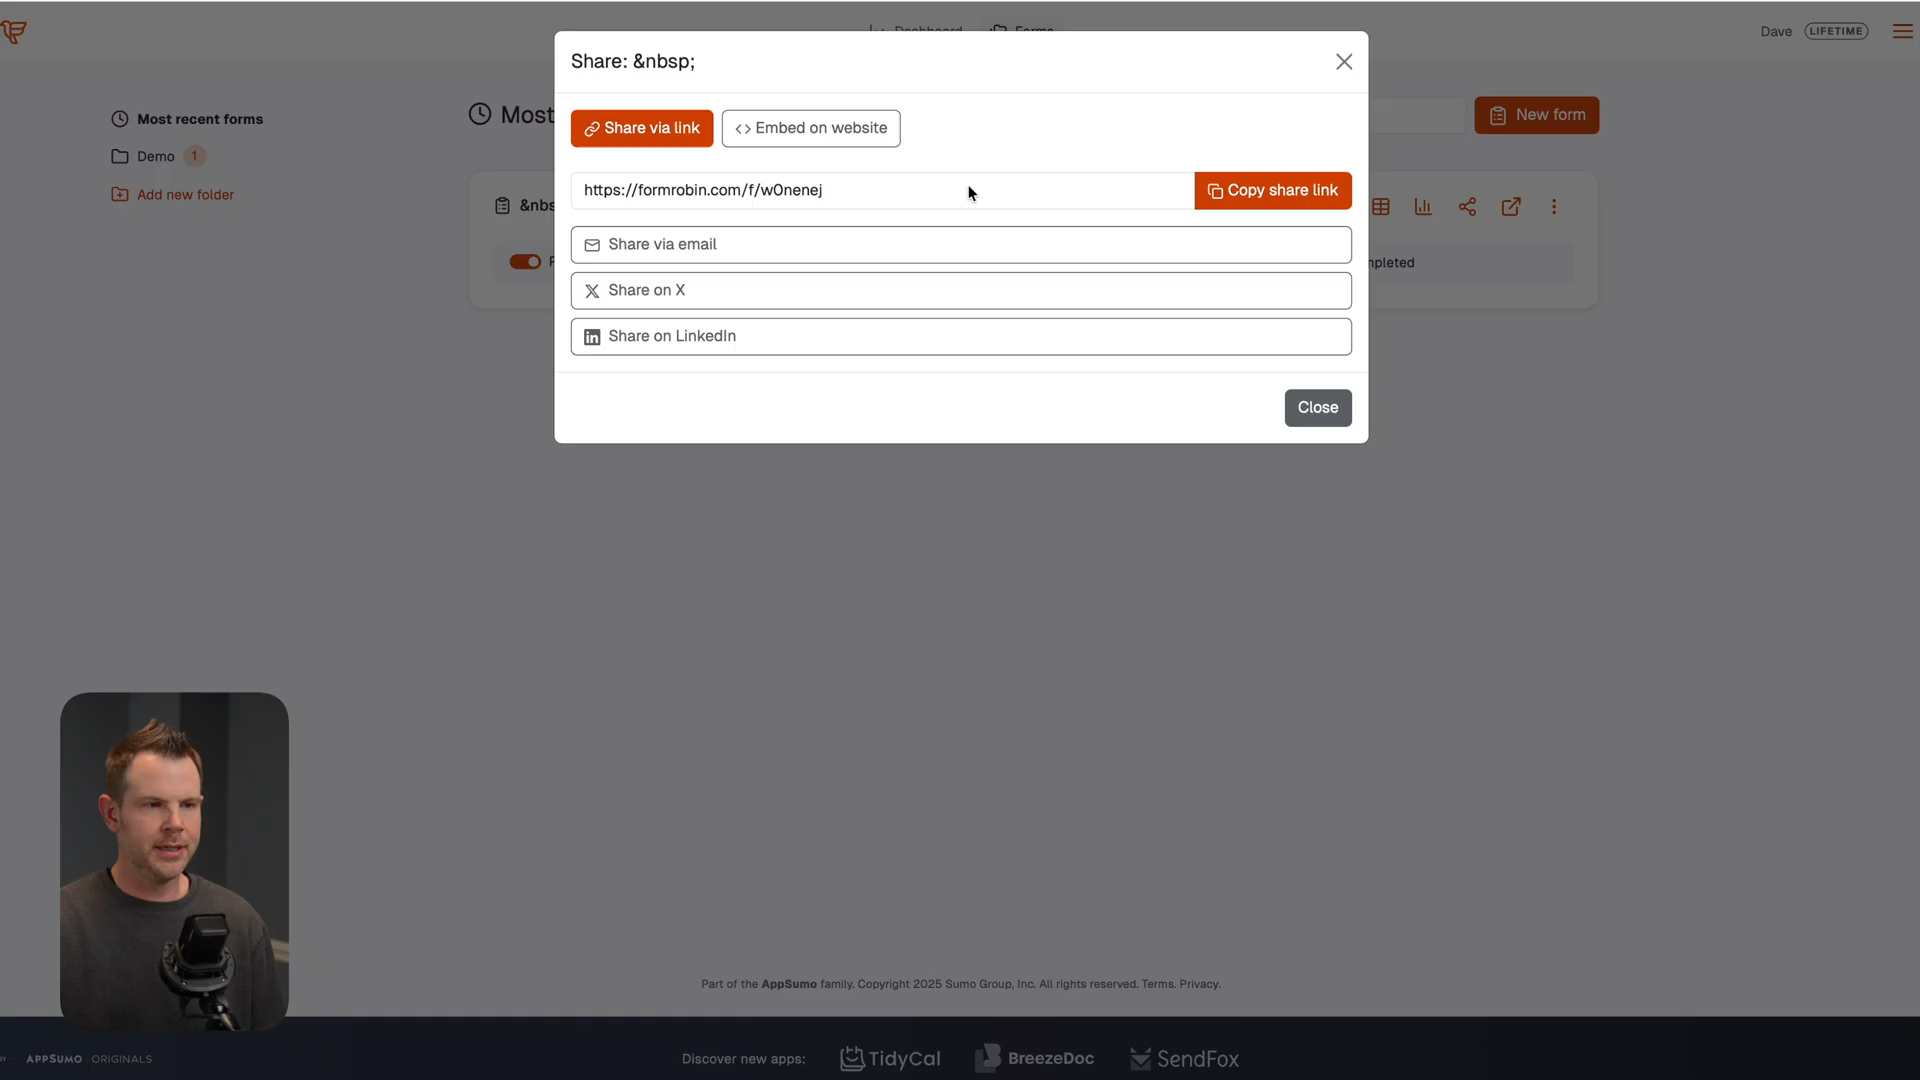 Dashboard Forms
Dave LIFETIME
Share: &nbsp;
Share via link
Embed on website
Most recent forms
Most
New form
Demo 1
https://formrobin.com/f/w0nenej
Copy share link
Add new folder
&nbs
Share via email
mpleted
Share on X
Share on LinkedIn
Close
Part of the AppSumo family. Copyright 2025 Sumo Group, Inc. All rights reserved. Terms. Privacy.
APPSUMO ORIGINALS
Discover new apps: TidyCal BreezeDoc SendFox